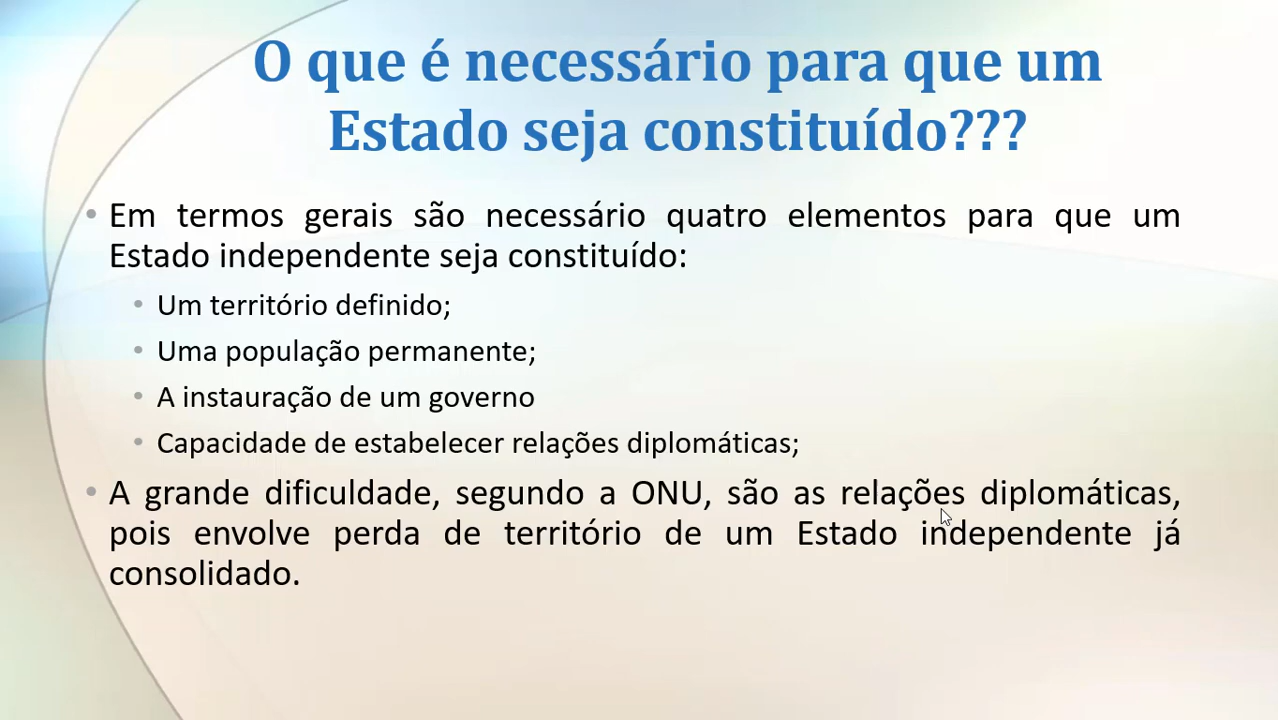 O que é necessário para que um
Estado seja constituído???
• Em termos gerais são necessário quatro elementos para que um
Estado independente seja constituído:
• Um território definido;
• Uma população permanente;
• A instauração de um governo
• Capacidade de estabelecer relações diplomáticas;
• A grande dificuldade, segundo a ONU, são as relações diplomáticas,
pois envolve perda de território de um Estado independente já
consolidado.